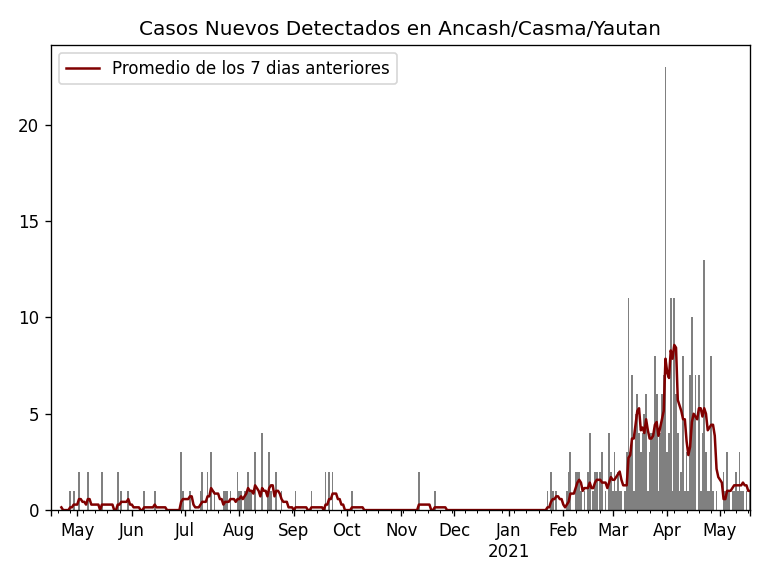 Casos Nuevos Detectados en Ancash/Casma/Yautan
Promedio de los 7 dias anteriores
20
15
10
5
0
May Jun Jul Aug Sep Oct Nov Dec Jan Feb Mar Apr May
2021